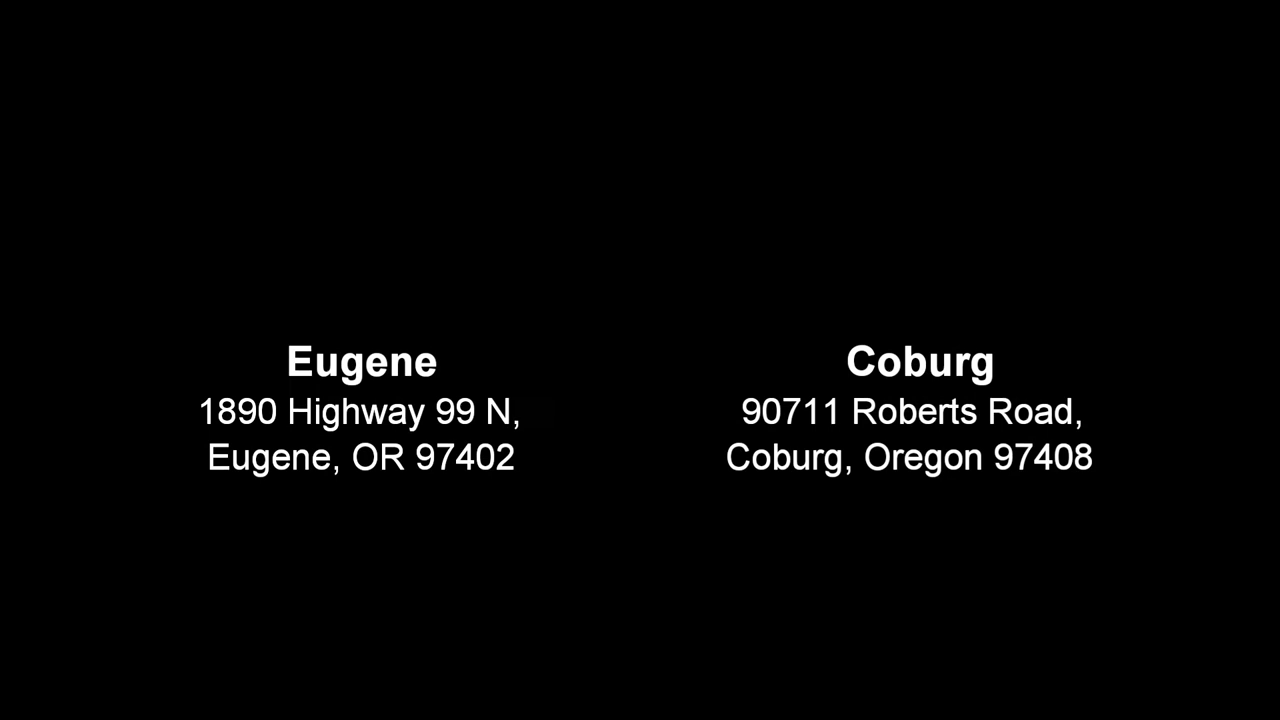 Eugene
1890 Highway 99 N,
Eugene, OR 97402
Coburg
90711 Roberts Road,
Coburg, Oregon 97408